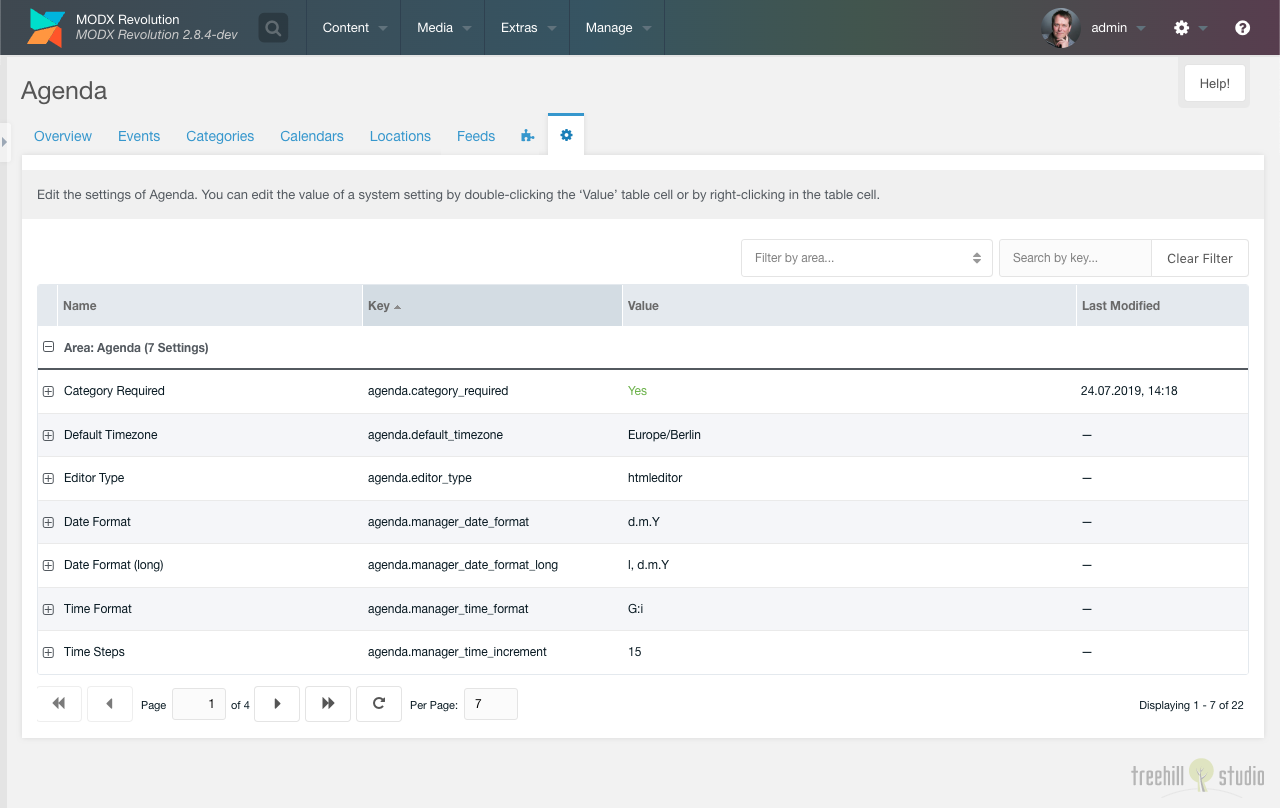 MODX Revolution
MODX Revolution 2.8.4-dev
Content Media Extras Manage admin
Agenda
Help!
Overview Events Categories Calendars Locations Feeds
Edit the settings of Agenda. You can edit the value of a system setting by double-clicking the ‘Value’ table cell or by right-clicking in the table cell.
Filter by area... Search by key... Clear Filter
Name Key Value Last Modified
Area: Agenda (7 Settings)
Category Required agenda.category_required Yes 24.07.2019, 14:18
Default Timezone agenda.default_timezone Europe/Berlin —
Editor Type agenda.editor_type htmleditor —
Date Format agenda.manager_date_format d.m.Y —
Date Format (long) agenda.manager_date_format_long l, d.m.Y —
Time Format agenda.manager_time_format G:i —
Time Steps agenda.manager_time_increment 15 —
Page 1 of 4 Per Page: 7 Displaying 1 - 7 of 22
treehill studio